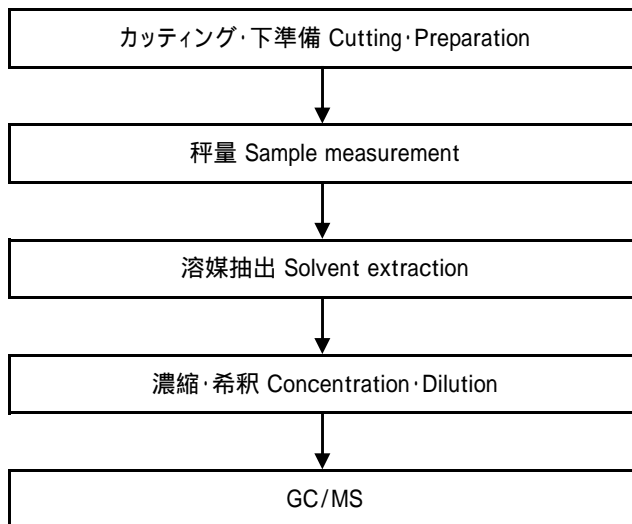 カッティング·下準備 Cutting·Preparation
秤量 Sample measurement
溶媒抽出 Solvent extraction
濃縮·希釈 Concentration·Dilution
GC/MS